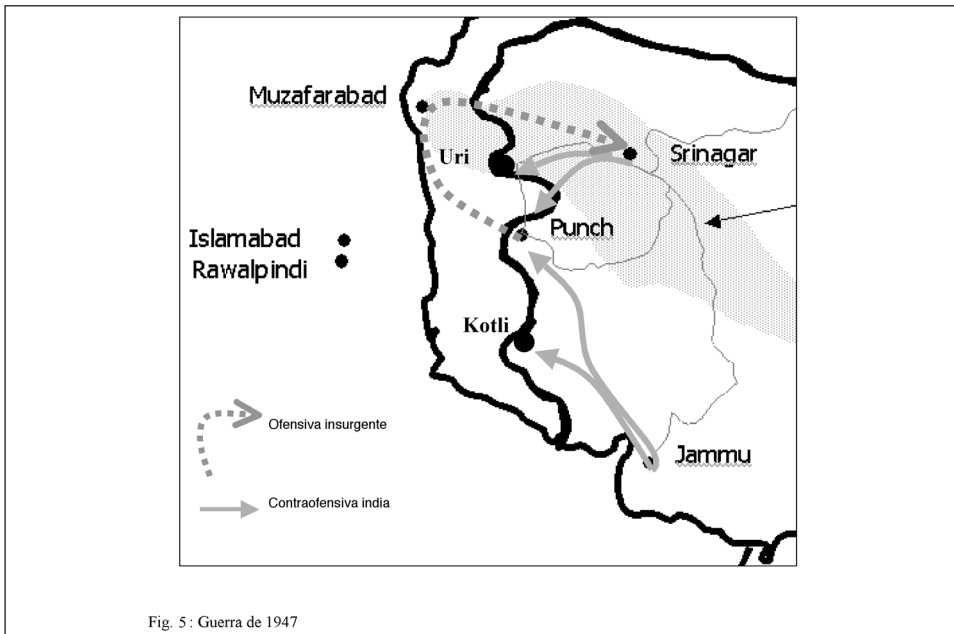 Muzafarabad
Uri
Srinagar
Punch
Islamabad
Rawalpindi
Kotli
Ofensiva insurgente
Jammu
Contraofensiva india
Fig. 5 : Guerra de 1947